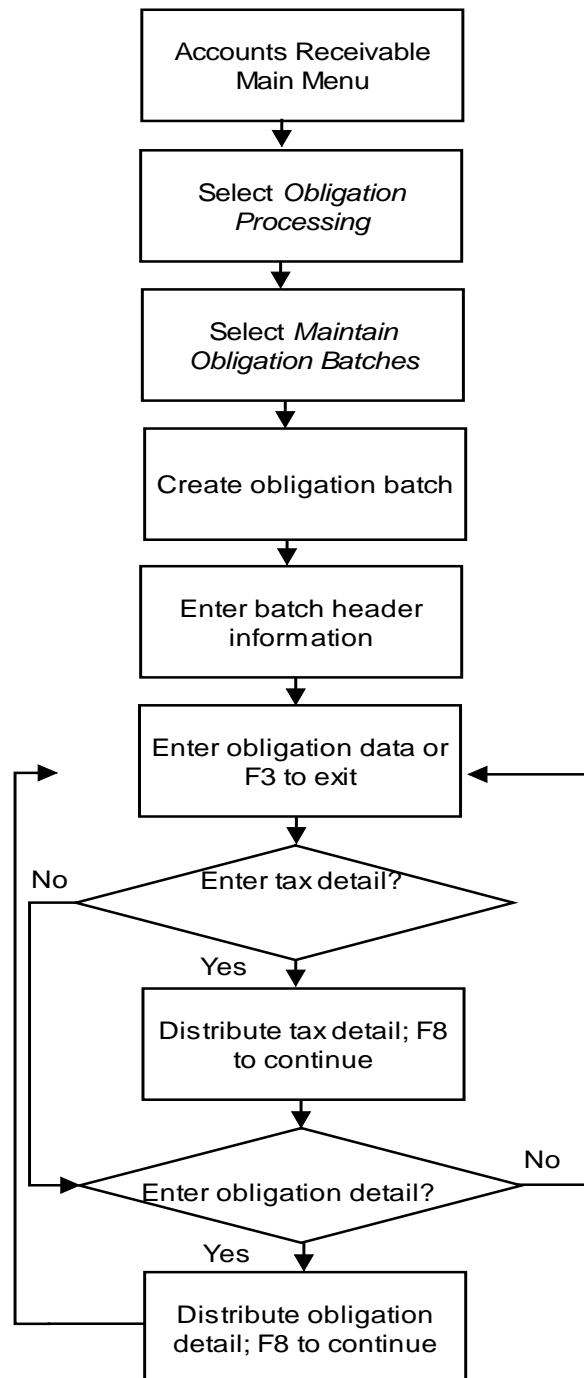 Accounts Receivable
Main Menu
Select Obligation
Processing
Select Maintain
Obligation Batches
Create obligation batch
Enter batch header
information
Enter obligation data or
F3 to exit
No
Enter tax detail?
Yes
Distribute tax detail; F8
to continue
No
Enter obligation detail?
Yes
Distribute obligation
detail; F8 to continue